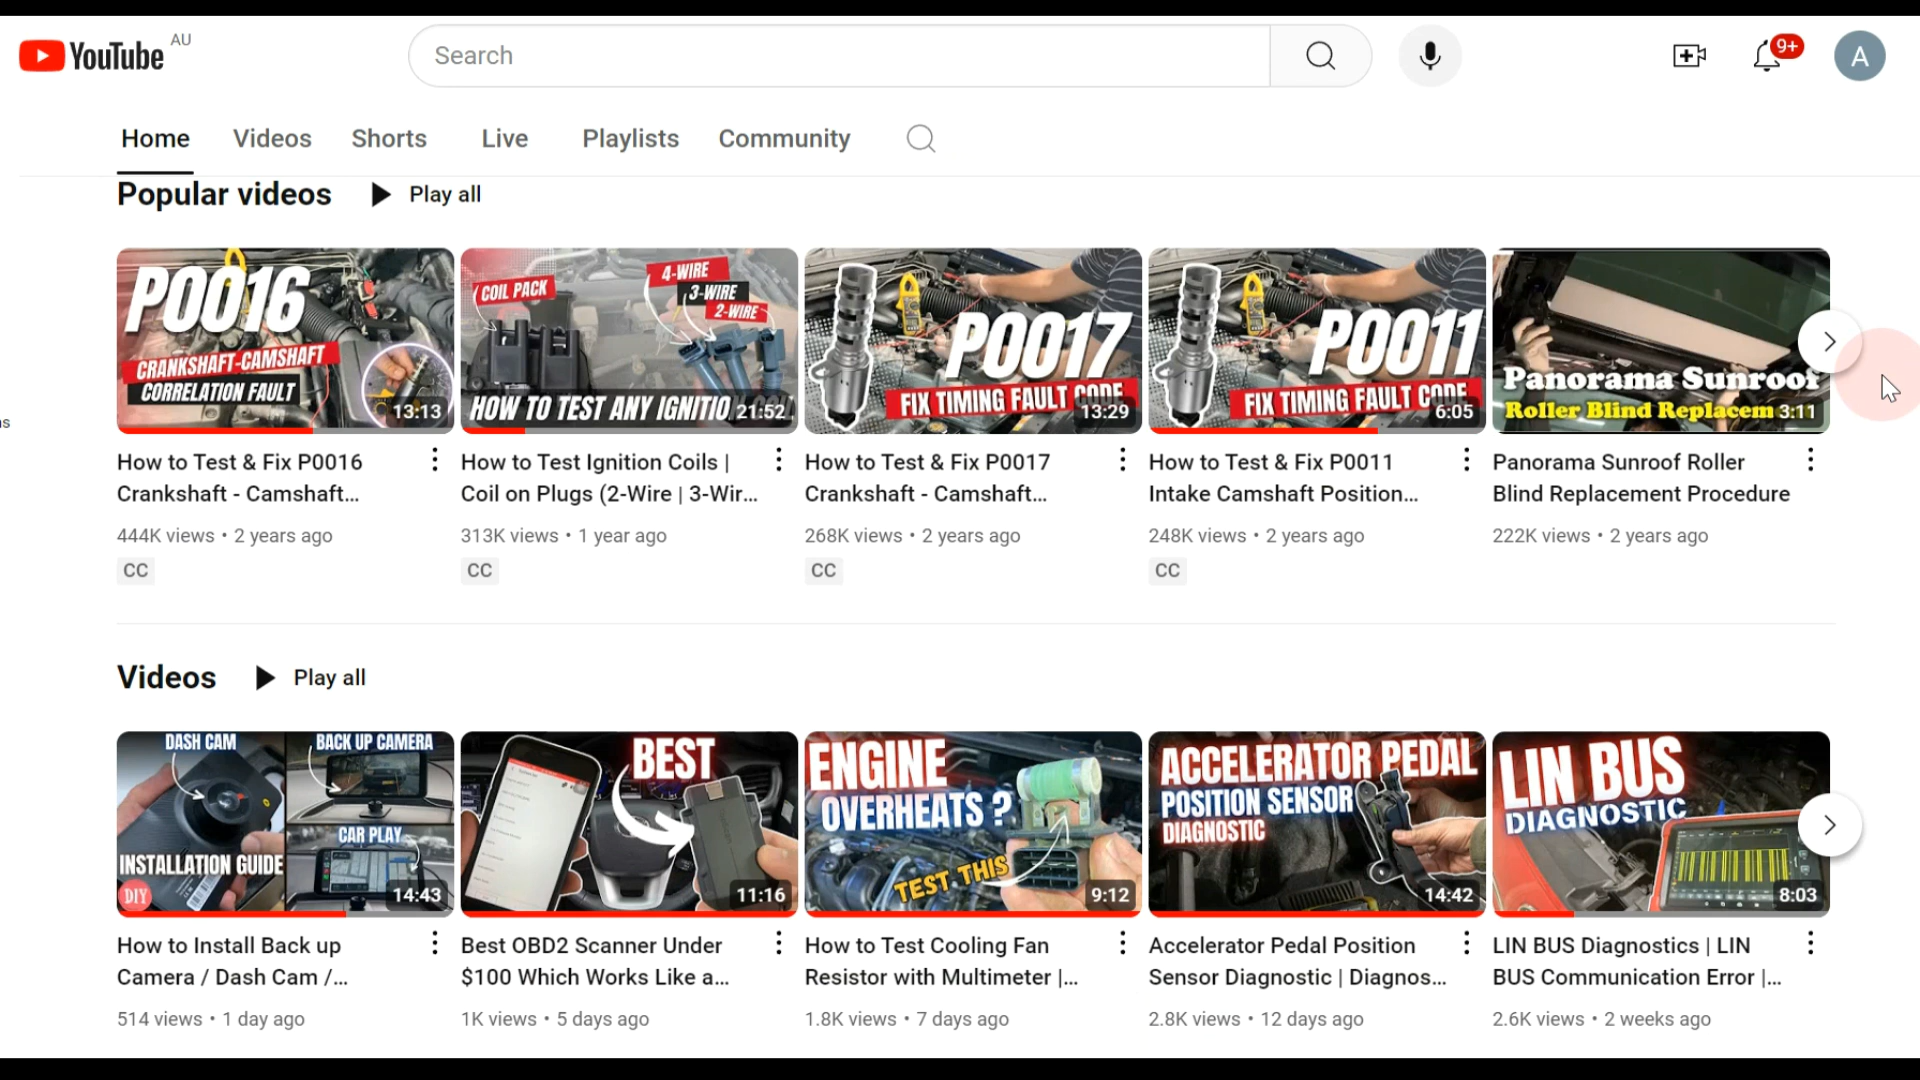 YouTube AU
Search
9+
A
Home Videos Shorts Live Playlists Community
Popular videos Play all
P0016
CRANKSHAFT-CAMSHAFT
CORRELATION FAULT
13:13
COIL PACK
4-WIRE
3-WIRE
2-WIRE
HOW TO TEST ANY IGNITIO
21:52
P0017
FIX TIMING FAULT CODE
13:29
P0011
FIX TIMING FAULT CODE
6:05
Panorama Sunroof
Roller Blind Replacem
3:11
How to Test & Fix P0016
Crankshaft - Camshaft...
444K views • 2 years ago
CC
How to Test Ignition Coils |
Coil on Plugs (2-Wire | 3-Wir...
313K views • 1 year ago
CC
How to Test & Fix P0017
Crankshaft - Camshaft...
268K views • 2 years ago
CC
How to Test & Fix P0011
Intake Camshaft Position...
248K views • 2 years ago
CC
Panorama Sunroof Roller
Blind Replacement Procedure
222K views • 2 years ago
Videos Play all
DASH CAM
BACK UP CAMERA
CAR PLAY
INSTALLATION GUIDE
DIY
14:43
BEST
11:16
ENGINE
OVERHEATS ?
TEST THIS
9:12
ACCELERATOR PEDAL
POSITION SENSOR
DIAGNOSTIC
14:42
LIN BUS
DIAGNOSTIC
8:03
How to Install Back up
Camera / Dash Cam /...
514 views • 1 day ago
Best OBD2 Scanner Under
$100 Which Works Like a...
1K views • 5 days ago
How to Test Cooling Fan
Resistor with Multimeter |...
1.8K views • 7 days ago
Accelerator Pedal Position
Sensor Diagnostic | Diagnos...
2.8K views • 12 days ago
LIN BUS Diagnostics | LIN
BUS Communication Error |...
2.6K views • 2 weeks ago